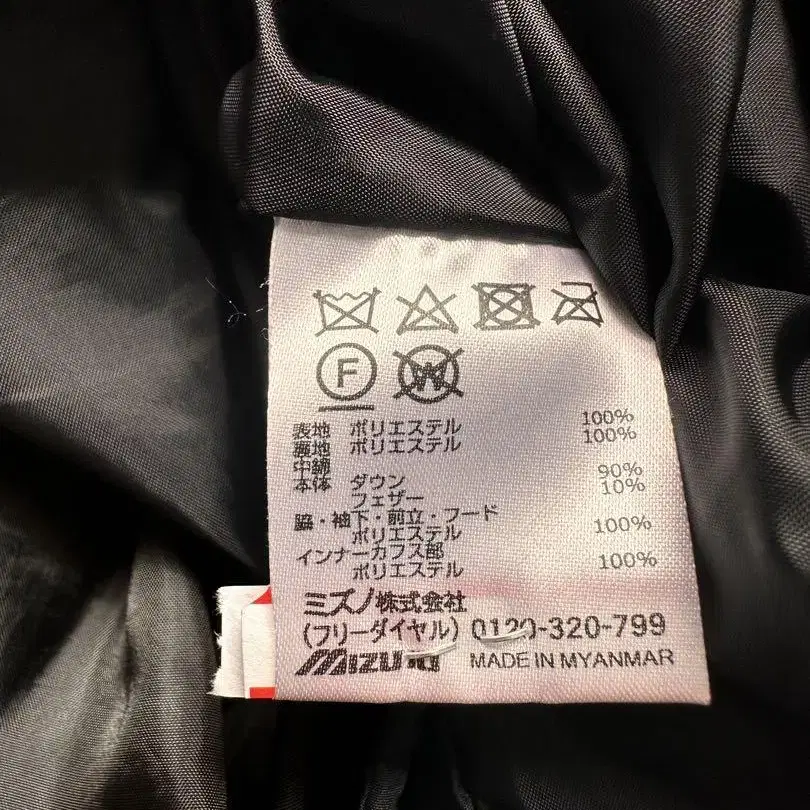 F W
表地 ポリエステル 100%
裏地 ポリエステル 100%
中綿
本体 ダウン 90%
フェザー 10%
脇・袖下・前立・フード
ポリエステル 100%
インナーカフス部
ポリエステル 100%
ミズノ株式会社
(フリーダイヤル) 0120-320-799
Mizuno MADE IN MYANMAR